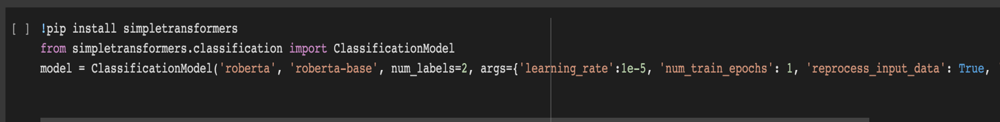 [ ] !pip install simpletransformers
from simpletransformers.classification import ClassificationModel
model = ClassificationModel('roberta', 'roberta-base', num_labels=2, args={'learning_rate':1e-5, 'num_train_epochs': 1, 'reprocess_input_data': True,